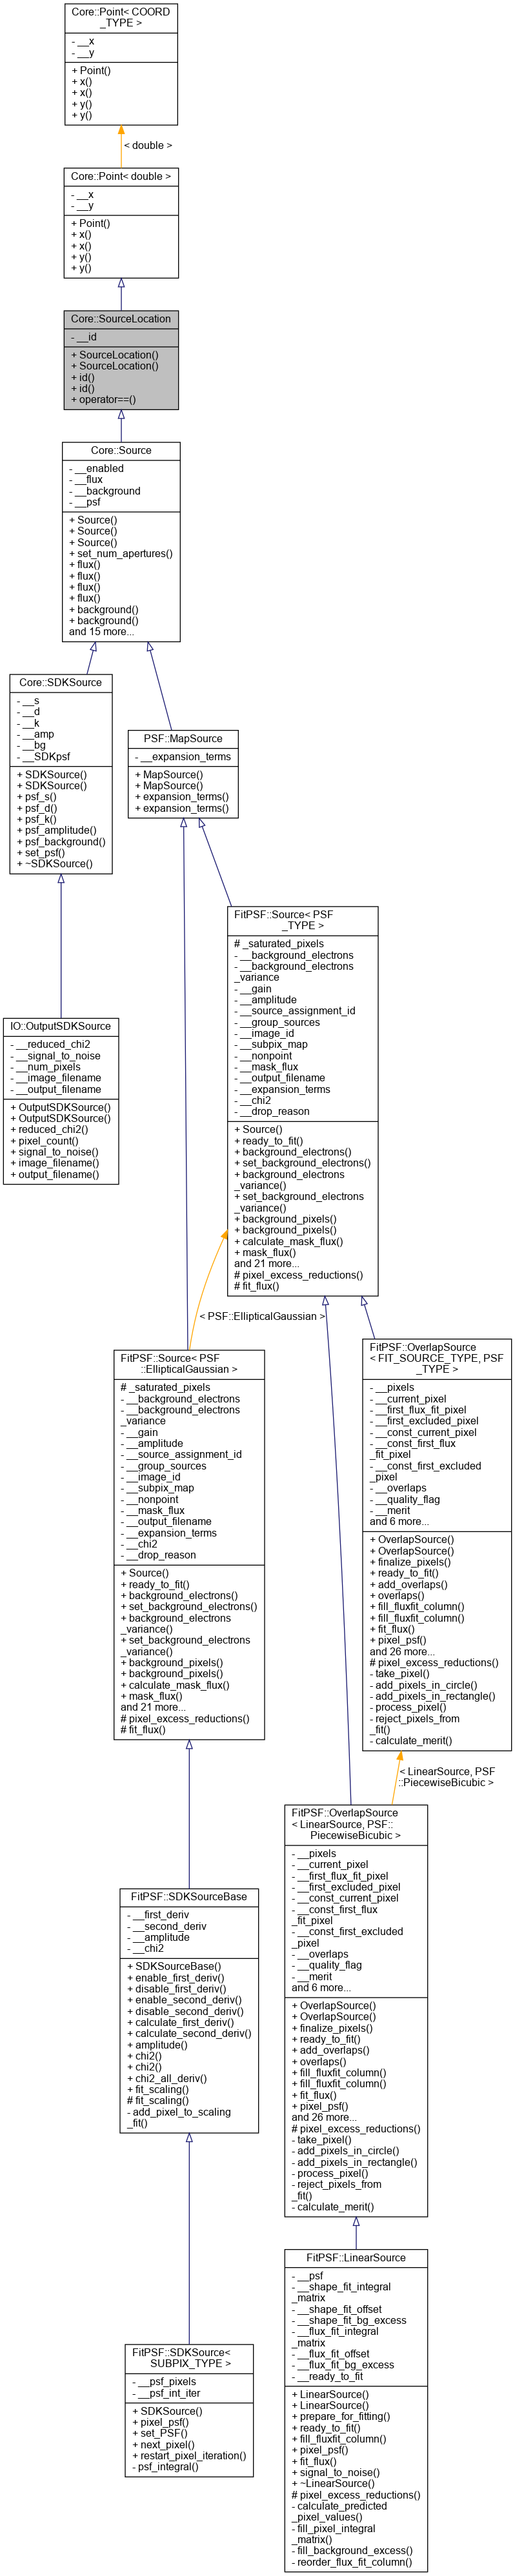 Core::Point< COORD
_TYPE >
- __x
- __y
+ Point()
+ x()
+ x()
+ y()
+ y()
< double >
Core::Point< double >
- __x
- __y
+ Point()
+ x()
+ x()
+ y()
+ y()
Core::SourceLocation
- __id
+ SourceLocation()
+ SourceLocation()
+ id()
+ id()
+ operator==()
Core::Source
- __enabled
- __flux
- __background
- __psf
+ Source()
+ Source()
+ Source()
+ set_num_apertures()
+ flux()
+ flux()
+ flux()
+ flux()
+ background()
+ background()
and 15 more...
Core::SDKSource
- __s
- __d
- __k
- __amp
- __bg
- __SDKpsf
+ SDKSource()
+ SDKSource()
+ psf_s()
+ psf_d()
+ psf_k()
+ psf_amplitude()
+ psf_background()
+ set_psf()
+ ~SDKSource()
PSF::MapSource
- __expansion_terms
+ MapSource()
+ MapSource()
+ expansion_terms()
+ expansion_terms()
FitPSF::Source< PSF
_TYPE >
# _saturated_pixels
- __background_electrons
- __background_electrons
_variance
- __gain
- __amplitude
- __source_assignment_id
- __group_sources
- __image_id
- __subpix_map
- __nonpoint
- __mask_flux
- __output_filename
- __expansion_terms
- __chi2
- __drop_reason
+ Source()
+ ready_to_fit()
+ background_electrons()
+ set_background_electrons()
+ background_electrons
_variance()
+ set_background_electrons
_variance()
+ background_pixels()
+ background_pixels()
+ calculate_mask_flux()
+ mask_flux()
and 21 more...
# pixel_excess_reductions()
# fit_flux()
IO::OutputSDKSource
- __reduced_chi2
- __signal_to_noise
- __num_pixels
- __image_filename
- __output_filename
+ OutputSDKSource()
+ OutputSDKSource()
+ reduced_chi2()
+ pixel_count()
+ signal_to_noise()
+ image_filename()
+ output_filename()
< PSF::EllipticalGaussian >
FitPSF::Source< PSF
::EllipticalGaussian >
# _saturated_pixels
- __background_electrons
- __background_electrons
_variance
- __gain
- __amplitude
- __source_assignment_id
- __group_sources
- __image_id
- __subpix_map
- __nonpoint
- __mask_flux
- __output_filename
- __expansion_terms
- __chi2
- __drop_reason
+ Source()
+ ready_to_fit()
+ background_electrons()
+ set_background_electrons()
+ background_electrons
_variance()
+ set_background_electrons
_variance()
+ background_pixels()
+ background_pixels()
+ calculate_mask_flux()
+ mask_flux()
and 21 more...
# pixel_excess_reductions()
# fit_flux()
FitPSF::OverlapSource
< FIT_SOURCE_TYPE, PSF
_TYPE >
- __pixels
- __current_pixel
- __first_flux_fit_pixel
- __first_excluded_pixel
- __const_current_pixel
- __const_first_flux
_fit_pixel
- __const_first_excluded
_pixel
- __overlaps
- __quality_flag
- __merit
and 6 more...
+ OverlapSource()
+ OverlapSource()
+ finalize_pixels()
+ ready_to_fit()
+ add_overlaps()
+ overlaps()
+ fill_fluxfit_column()
+ fill_fluxfit_column()
+ fit_flux()
+ pixel_psf()
and 26 more...
# pixel_excess_reductions()
- take_pixel()
- add_pixels_in_circle()
- add_pixels_in_rectangle()
- process_pixel()
- reject_pixels_from
_fit()
- calculate_merit()
< LinearSource, PSF
::PiecewiseBicubic >
FitPSF::OverlapSource
< LinearSource, PSF::
PiecewiseBicubic >
- __pixels
- __current_pixel
- __first_flux_fit_pixel
- __first_excluded_pixel
- __const_current_pixel
- __const_first_flux
_fit_pixel
- __const_first_excluded
_pixel
- __overlaps
- __quality_flag
- __merit
and 6 more...
+ OverlapSource()
+ OverlapSource()
+ finalize_pixels()
+ ready_to_fit()
+ add_overlaps()
+ overlaps()
+ fill_fluxfit_column()
+ fill_fluxfit_column()
+ fit_flux()
+ pixel_psf()
and 26 more...
# pixel_excess_reductions()
- take_pixel()
- add_pixels_in_circle()
- add_pixels_in_rectangle()
- process_pixel()
- reject_pixels_from
_fit()
- calculate_merit()
FitPSF::SDKSourceBase
- __first_deriv
- __second_deriv
- __amplitude
- __chi2
+ SDKSourceBase()
+ enable_first_deriv()
+ disable_first_deriv()
+ enable_second_deriv()
+ disable_second_deriv()
+ calculate_first_deriv()
+ calculate_second_deriv()
+ amplitude()
+ chi2()
+ chi2()
+ chi2_all_deriv()
+ fit_scaling()
# fit_scaling()
- add_pixel_to_scaling
_fit()
FitPSF::SDKSource<
SUBPIX_TYPE >
- __psf_pixels
- __psf_int_iter
+ SDKSource()
+ pixel_psf()
+ set_PSF()
+ next_pixel()
+ restart_pixel_iteration()
- psf_integral()
FitPSF::LinearSource
- __psf
- __shape_fit_integral
_matrix
- __shape_fit_offset
- __shape_fit_bg_excess
- __flux_fit_integral
_matrix
- __flux_fit_offset
- __flux_fit_bg_excess
- __ready_to_fit
+ LinearSource()
+ LinearSource()
+ prepare_for_fitting()
+ ready_to_fit()
+ fill_fluxfit_column()
+ pixel_psf()
+ fit_flux()
+ signal_to_noise()
+ ~LinearSource()
# pixel_excess_reductions()
- calculate_predicted
_pixel_values()
- fill_pixel_integral
_matrix()
- fill_background_excess()
- reorder_flux_fit_column()